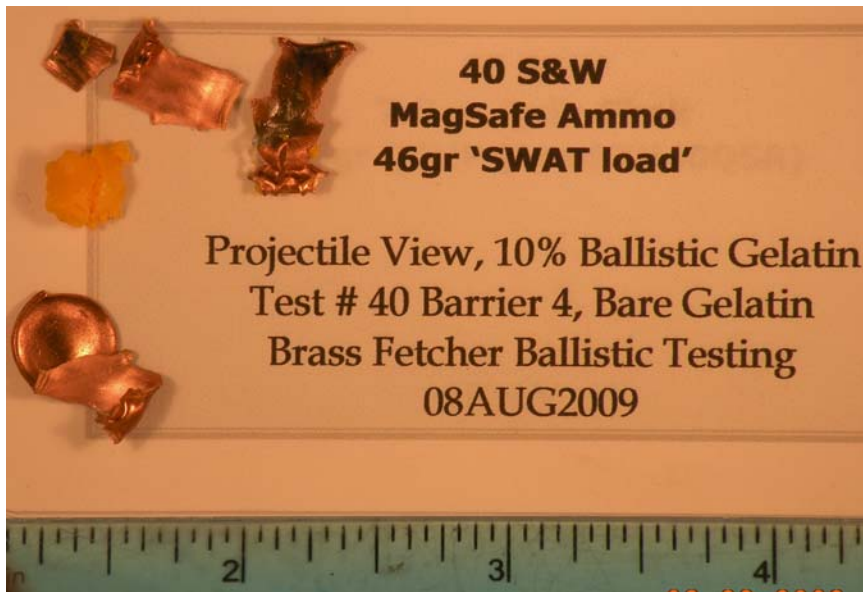 40 S&W
MagSafe Ammo
46gr ‘SWAT load’
Projectile View, 10% Ballistic Gelatin
Test # 40 Barrier 4, Bare Gelatin
Brass Fetcher Ballistic Testing
08AUG2009
2 3 4